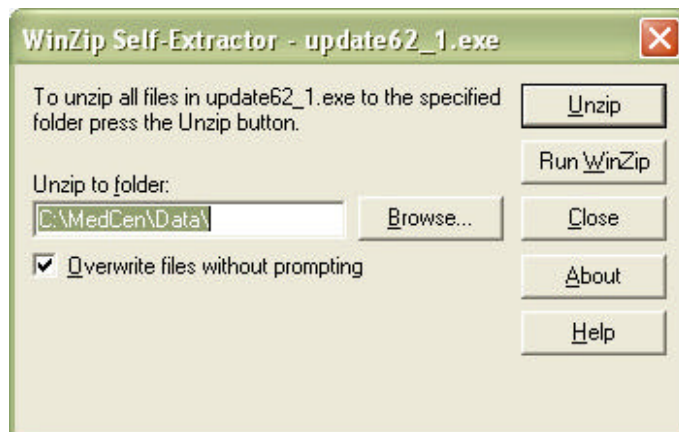 WinZip Self-Extractor - update62_1.exe
To unzip all files in update62_1.exe to the specified
folder press the Unzip button.
Unzip to folder:
C:\MedCen\Data\
Browse...
Overwrite files without prompting
Unzip
Run WinZip
Close
About
Help